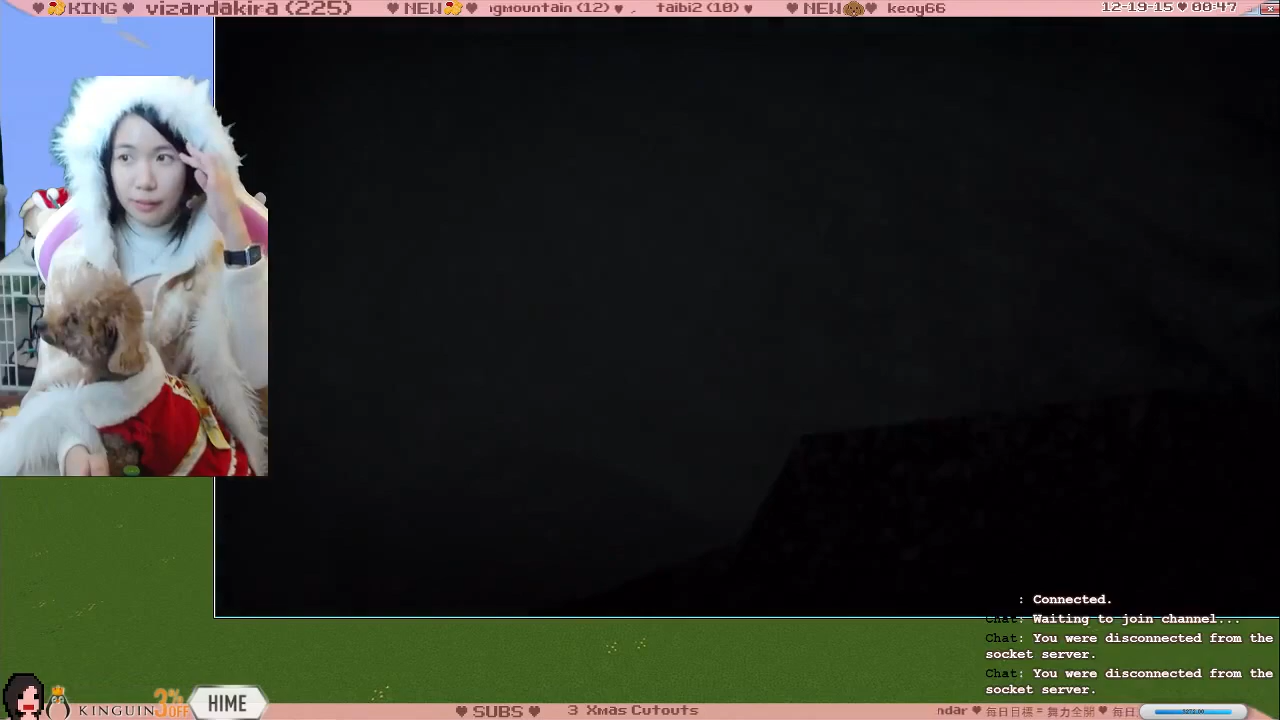 ♥ KING ♥ vizardakira (225) ♥ NEW ♥ gmountain (12) ♥ , taibi2 (10) ♥ ♥ NEW ♥ keoy66 12-19-15 ♥ 00:47
: Connected.
Chat: Waiting to join channel...
Chat: You were disconnected from the
socket server.
Chat: You were disconnected from the
socket server.
KINGUIN 3% OFF HIME ♥ SUBS ♥ 3 Xmas Cutouts ndar ♥ 每日目標 = 舞力全開 ♥ 每日